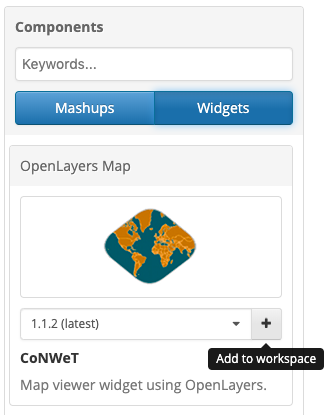 Components
Keywords...
Mashups Widgets
OpenLayers Map
1.1.2 (latest)
+
Add to workspace
CoNWeT
Map viewer widget using OpenLayers.